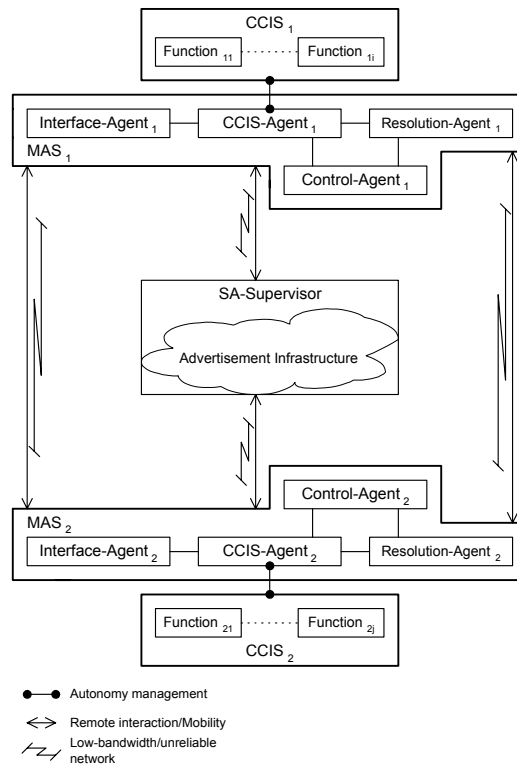 CCIS 1
Function 11 Function 1i
Interface-Agent 1 CCIS-Agent 1 Resolution-Agent 1
MAS 1
Control-Agent 1
SA-Supervisor
Advertisement Infrastructure
Control-Agent 2
MAS 2
Interface-Agent 2 CCIS-Agent 2 Resolution-Agent 2
Function 21 Function 2j
CCIS 2
Autonomy management
Remote interaction/Mobility
Low-bandwidth/unreliable
network